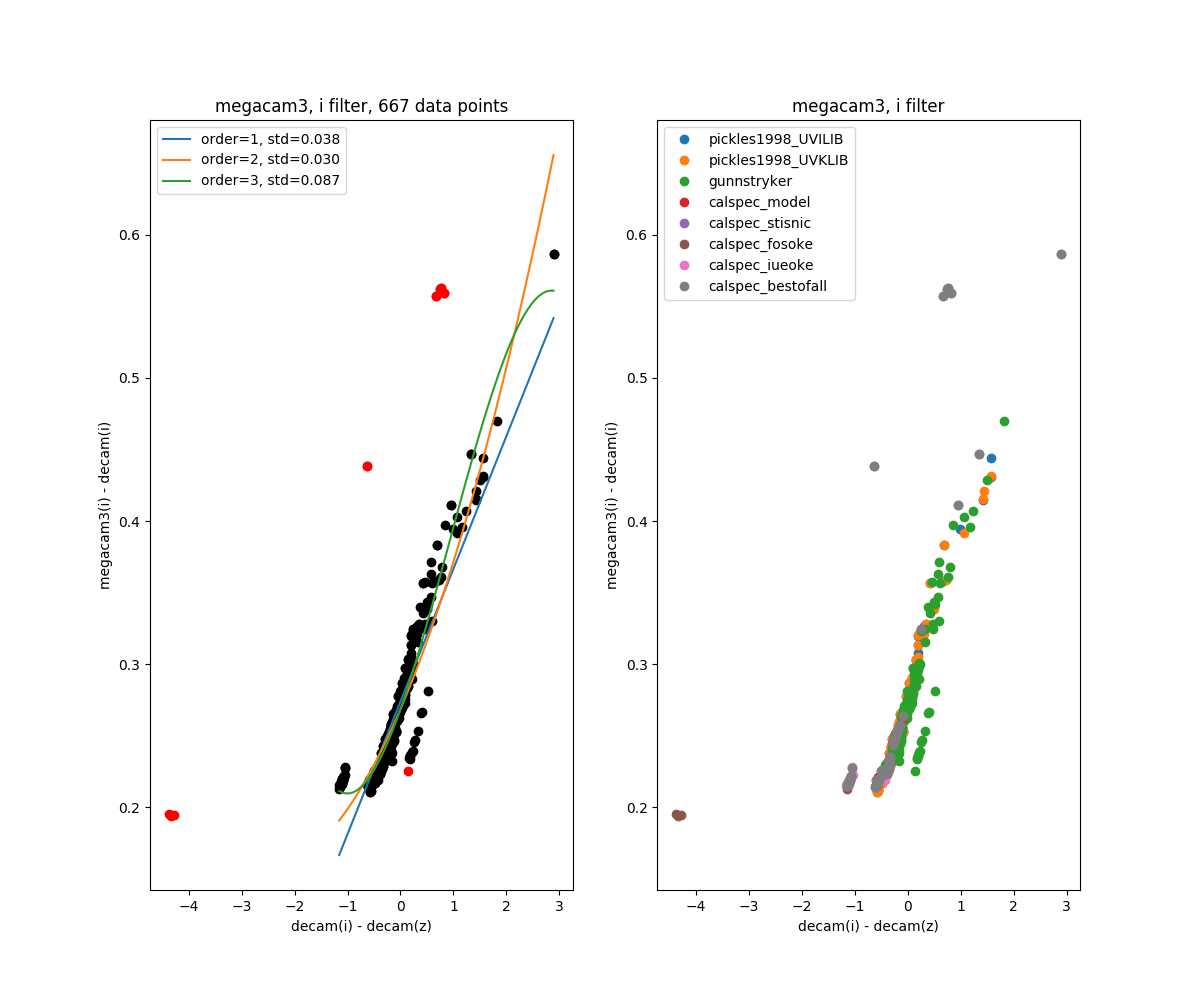 megacam3, i filter, 667 data points
order=1, std=0.038
order=2, std=0.030
order=3, std=0.087
0.6
0.5
0.4
0.3
0.2
megacam3(i) - decam(i)
−4 −3 −2 −1 0 1 2 3
decam(i) - decam(z)
megacam3, i filter
pickles1998_UVILIB
pickles1998_UVKLIB
gunnstryker
calspec_model
calspec_stisnic
calspec_fosoke
calspec_iueoke
calspec_bestofall
0.6
0.5
0.4
0.3
0.2
megacam3(i) - decam(i)
−4 −3 −2 −1 0 1 2 3
decam(i) - decam(z)